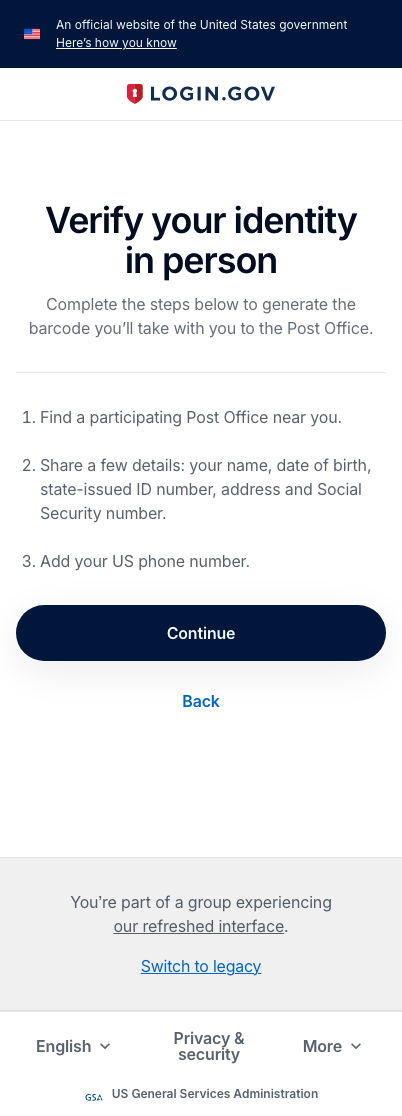 An official website of the United States government
Here’s how you know
LOGIN.GOV
Verify your identity
in person
Complete the steps below to generate the
barcode you’ll take with you to the Post Office.
1. Find a participating Post Office near you.
2. Share a few details: your name, date of birth,
state-issued ID number, address and Social
Security number.
3. Add your US phone number.
Continue
Back
You’re part of a group experiencing
our refreshed interface.
Switch to legacy
English
Privacy &
security
More
GSA US General Services Administration